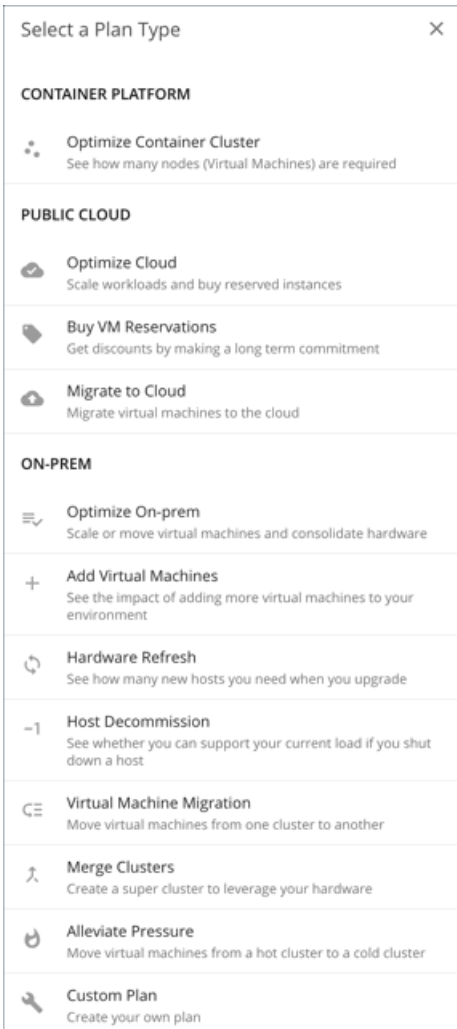 Select a Plan Type
CONTAINER PLATFORM
Optimize Container Cluster
See how many nodes (Virtual Machines) are required
PUBLIC CLOUD
Optimize Cloud
Scale workloads and buy reserved instances
Buy VM Reservations
Get discounts by making a long term commitment
Migrate to Cloud
Migrate virtual machines to the cloud
ON-PREM
Optimize On-prem
Scale or move virtual machines and consolidate hardware
Add Virtual Machines
See the impact of adding more virtual machines to your
environment
Hardware Refresh
See how many new hosts you need when you upgrade
−1 Host Decommission
See whether you can support your current load if you shut
down a host
Virtual Machine Migration
Move virtual machines from one cluster to another
Merge Clusters
Create a super cluster to leverage your hardware
Alleviate Pressure
Move virtual machines from a hot cluster to a cold cluster
Custom Plan
Create your own plan